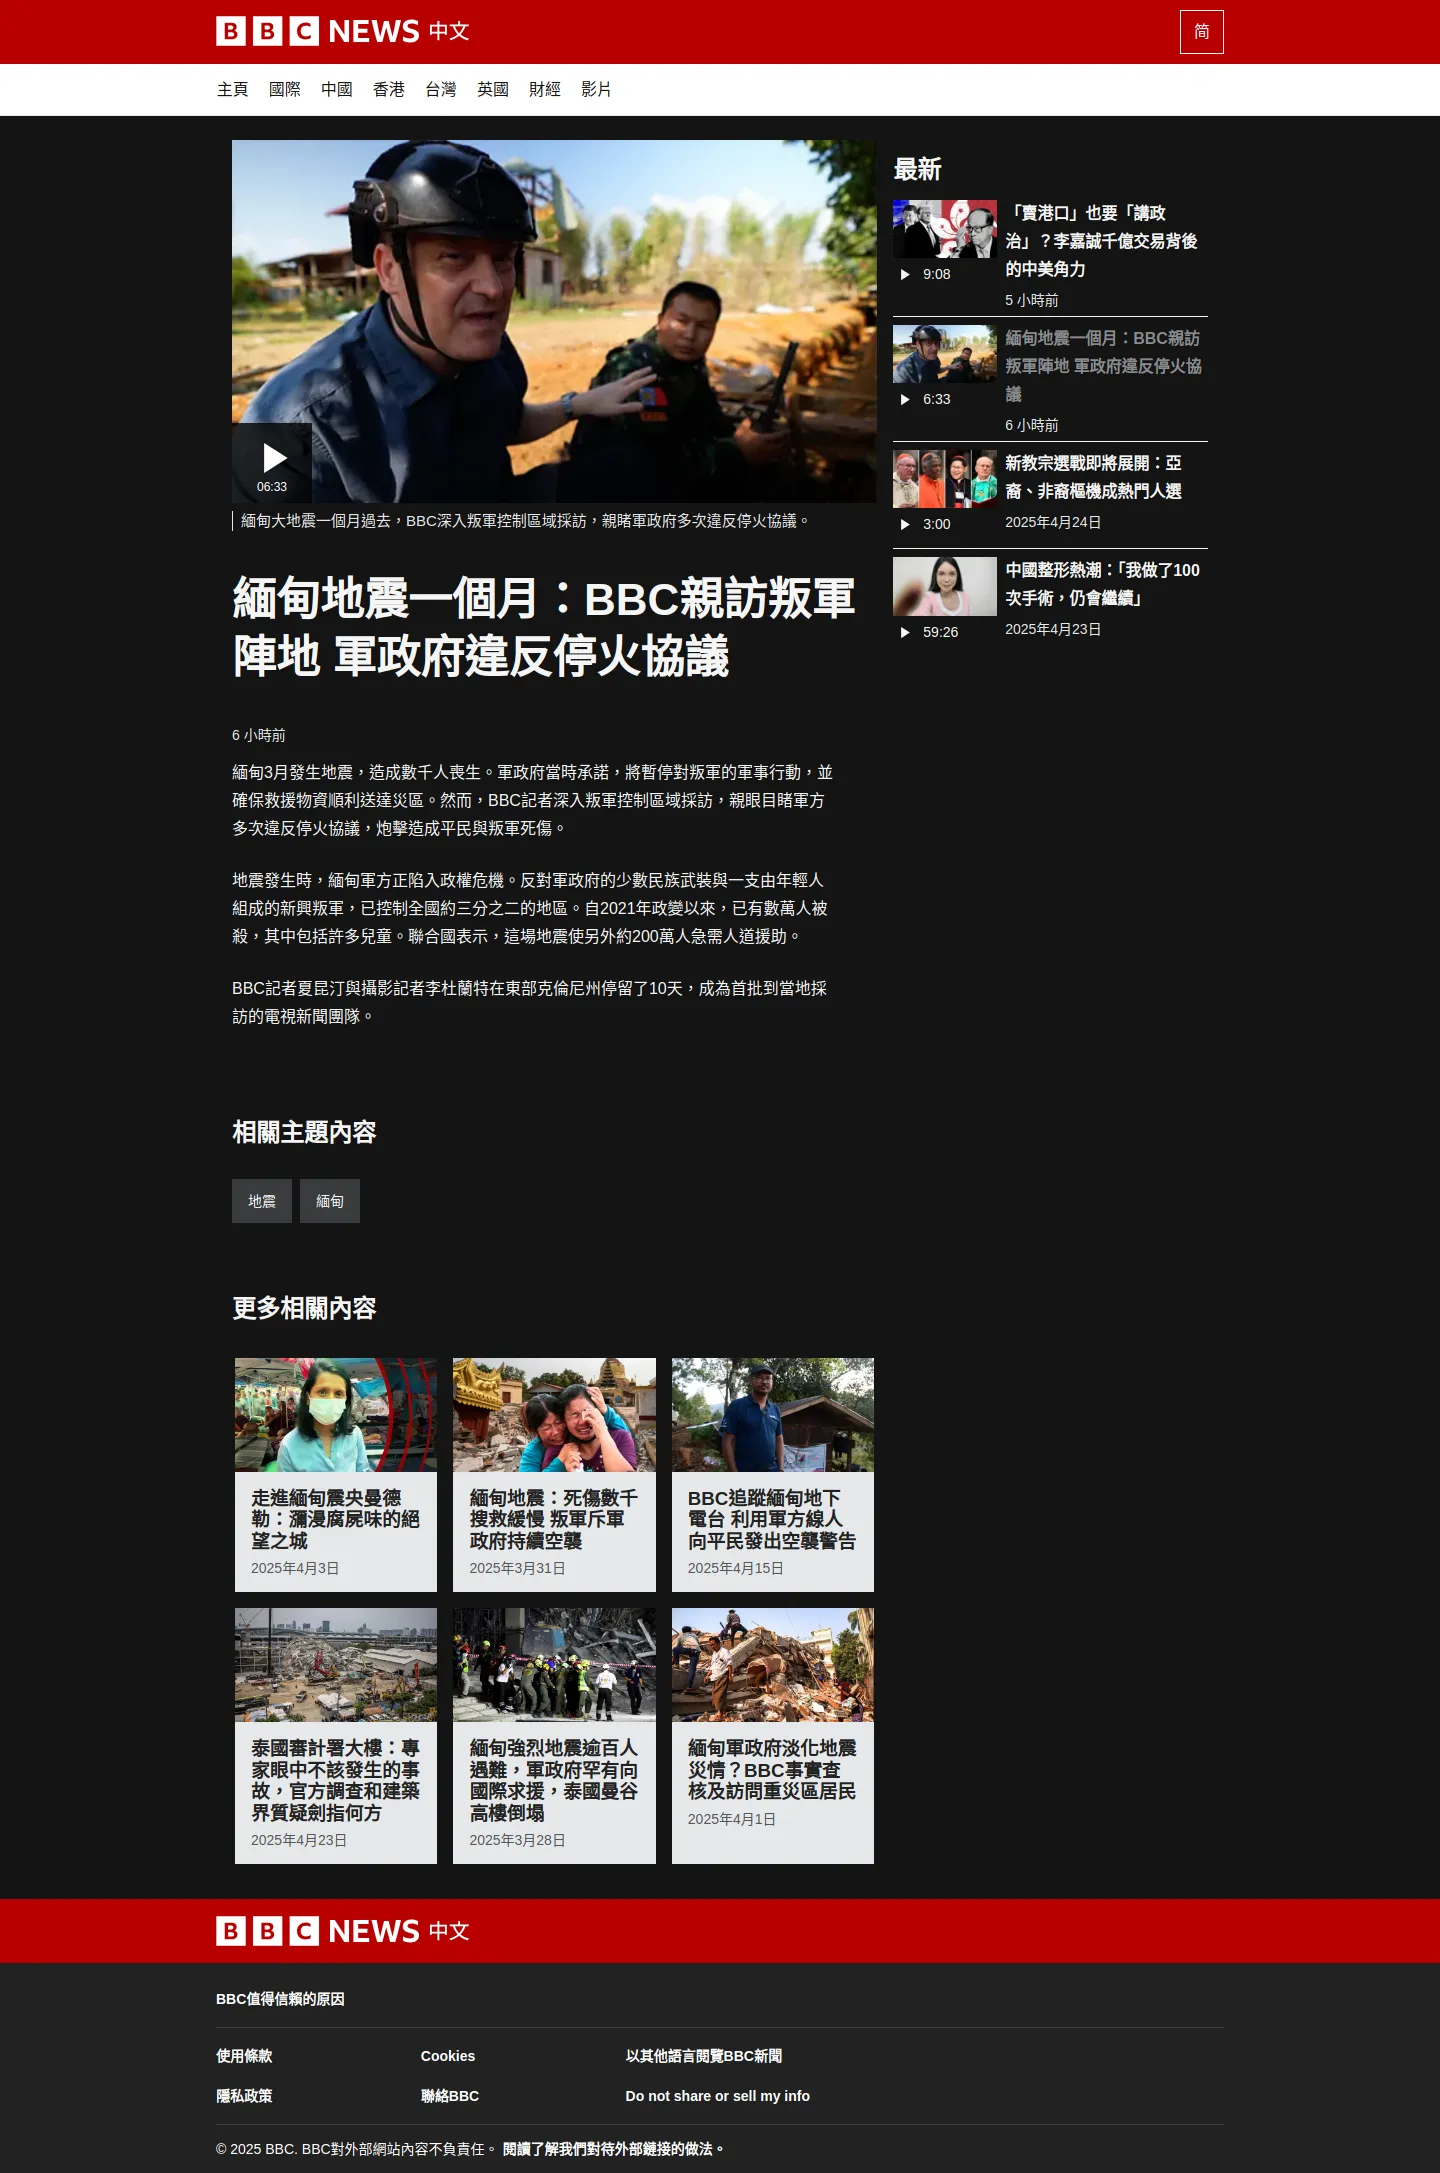 BBC NEWS 中文
简
主頁 國際 中國 香港 台灣 英國 財經 影片
06:33
緬甸大地震一個月過去，BBC深入叛軍控制區域採訪，親睹軍政府多次違反停火協議。
緬甸地震一個月：BBC親訪叛軍
陣地 軍政府違反停火協議
6 小時前
緬甸3月發生地震，造成數千人喪生。軍政府當時承諾，將暫停對叛軍的軍事行動，並
確保救援物資順利送達災區。然而，BBC記者深入叛軍控制區域採訪，親眼目睹軍方
多次違反停火協議，炮擊造成平民與叛軍死傷。
地震發生時，緬甸軍方正陷入政權危機。反對軍政府的少數民族武裝與一支由年輕人
組成的新興叛軍，已控制全國約三分之二的地區。自2021年政變以來，已有數萬人被
殺，其中包括許多兒童。聯合國表示，這場地震使另外約200萬人急需人道援助。
BBC記者夏昆汀與攝影記者李杜蘭特在東部克倫尼州停留了10天，成為首批到當地採
訪的電視新聞團隊。
最新
「賣港口」也要「講政
治」？李嘉誠千億交易背後
的中美角力
9:08
5 小時前
緬甸地震一個月：BBC親訪
叛軍陣地 軍政府違反停火協
議
6:33
6 小時前
新教宗選戰即將展開：亞
裔、非裔樞機成熱門人選
3:00
2025年4月24日
中國整形熱潮：「我做了100
次手術，仍會繼續」
59:26
2025年4月23日
相關主題內容
地震 緬甸
更多相關內容
走進緬甸震央曼德
勒：瀰漫腐屍味的絕
望之城
2025年4月3日
緬甸地震：死傷數千
搜救緩慢 叛軍斥軍
政府持續空襲
2025年3月31日
BBC追蹤緬甸地下
電台 利用軍方線人
向平民發出空襲警告
2025年4月15日
泰國審計署大樓：專
家眼中不該發生的事
故，官方調查和建築
界質疑劍指何方
2025年4月23日
緬甸強烈地震逾百人
遇難，軍政府罕有向
國際求援，泰國曼谷
高樓倒塌
2025年3月28日
緬甸軍政府淡化地震
災情？BBC事實查
核及訪問重災區居民
2025年4月1日
BBC NEWS 中文
BBC值得信賴的原因
使用條款 Cookies 以其他語言閱覽BBC新聞
隱私政策 聯絡BBC Do not share or sell my info
© 2025 BBC. BBC對外部網站內容不負責任。 閱讀了解我們對待外部鏈接的做法。